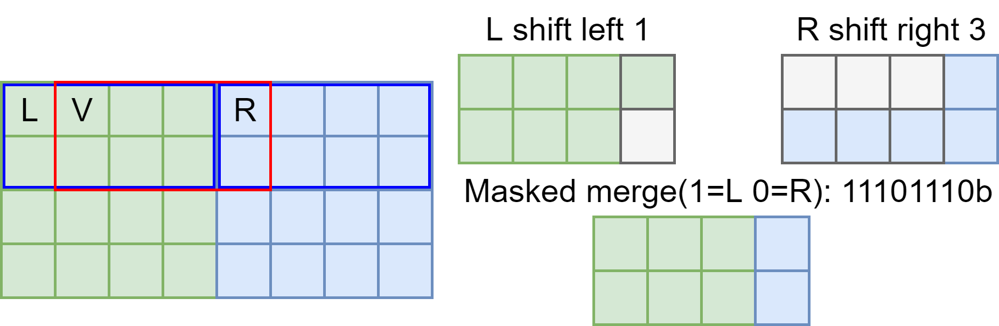 L shift left 1
R shift right 3
L V R
Masked merge(1=L 0=R): 11101110b